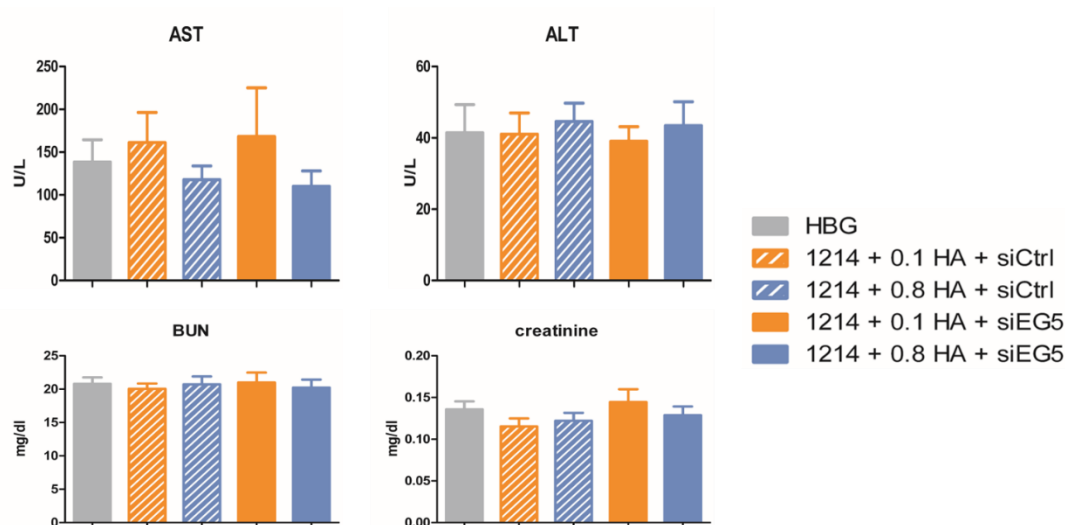 AST
250
200
150
100
50
0
U/L
ALT
60
40
20
0
U/L
HBG
1214 + 0.1 HA + siCtrl
1214 + 0.8 HA + siCtrl
1214 + 0.1 HA + siEG5
1214 + 0.8 HA + siEG5
BUN
25
20
15
10
5
0
mg/dl
creatinine
0.20
0.15
0.10
0.05
0.00
mg/dl